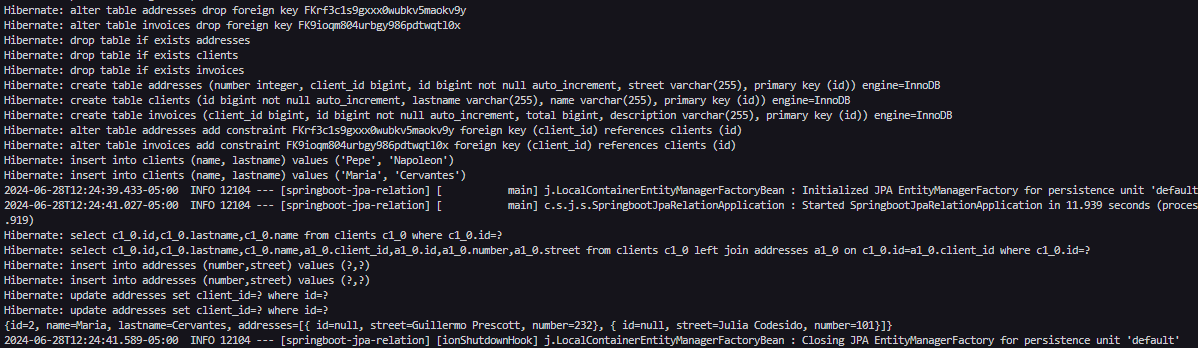 Hibernate: alter table addresses drop foreign key FKrf3c1s9gxxx0wubkv5maokv9y
Hibernate: alter table invoices drop foreign key FK9ioqm804urbgy986pdtwqtl0x
Hibernate: drop table if exists addresses
Hibernate: drop table if exists clients
Hibernate: drop table if exists invoices
Hibernate: create table addresses (number integer, client_id bigint, id bigint not null auto_increment, street varchar(255), primary key (id)) engine=InnoDB
Hibernate: create table clients (id bigint not null auto_increment, lastname varchar(255), name varchar(255), primary key (id)) engine=InnoDB
Hibernate: create table invoices (client_id bigint, id bigint not null auto_increment, total bigint, description varchar(255), primary key (id)) engine=InnoDB
Hibernate: alter table addresses add constraint FKrf3c1s9gxxx0wubkv5maokv9y foreign key (client_id) references clients (id)
Hibernate: alter table invoices add constraint FK9ioqm804urbgy986pdtwqtl0x foreign key (client_id) references clients (id)
Hibernate: insert into clients (name, lastname) values ('Pepe', 'Napoleon')
Hibernate: insert into clients (name, lastname) values ('Maria', 'Cervantes')
2024-06-28T12:24:39.433-05:00  INFO 12104 --- [springboot-jpa-relation] [           main] j.LocalContainerEntityManagerFactoryBean : Initialized JPA EntityManagerFactory for persistence unit 'default
2024-06-28T12:24:41.027-05:00  INFO 12104 --- [springboot-jpa-relation] [           main] c.s.j.s.SpringbootJpaRelationApplication : Started SpringbootJpaRelationApplication in 11.939 seconds (proces
.919)
Hibernate: select c1_0.id,c1_0.lastname,c1_0.name from clients c1_0 where c1_0.id=?
Hibernate: select c1_0.id,c1_0.lastname,c1_0.name,a1_0.client_id,a1_0.id,a1_0.number,a1_0.street from clients c1_0 left join addresses a1_0 on c1_0.id=a1_0.client_id where c1_0.id=?
Hibernate: insert into addresses (number,street) values (?,?)
Hibernate: insert into addresses (number,street) values (?,?)
Hibernate: update addresses set client_id=? where id=?
Hibernate: update addresses set client_id=? where id=?
{id=2, name=Maria, lastname=Cervantes, addresses=[{ id=null, street=Guillermo Prescott, number=232}, { id=null, street=Julia Codesido, number=101}]}
2024-06-28T12:24:41.589-05:00  INFO 12104 --- [springboot-jpa-relation] [ionShutdownHook] j.LocalContainerEntityManagerFactoryBean : Closing JPA EntityManagerFactory for persistence unit 'default'